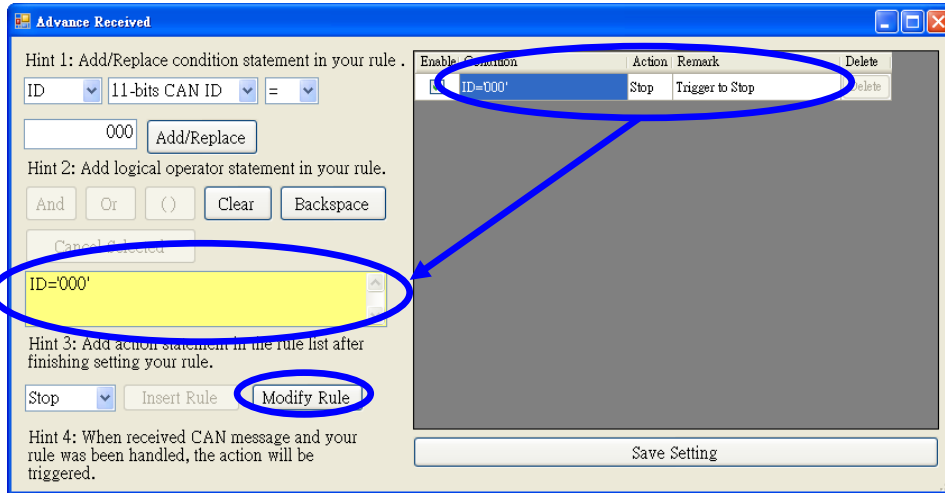 Advance Received
Hint 1: Add/Replace condition statement in your rule .
ID 11-bits CAN ID =
000 Add/Replace
Hint 2: Add logical operator statement in your rule.
And Or () Clear Backspace
Cancel Selected
ID='000'
Hint 3: Add action statement in the rule list after
finishing setting your rule.
Stop Insert Rule Modify Rule
Hint 4: When received CAN message and your
rule was been handled, the action will be
triggered.
Enable Condition Action Remark Delete
ID='000' Stop Trigger to Stop Delete
Save Setting